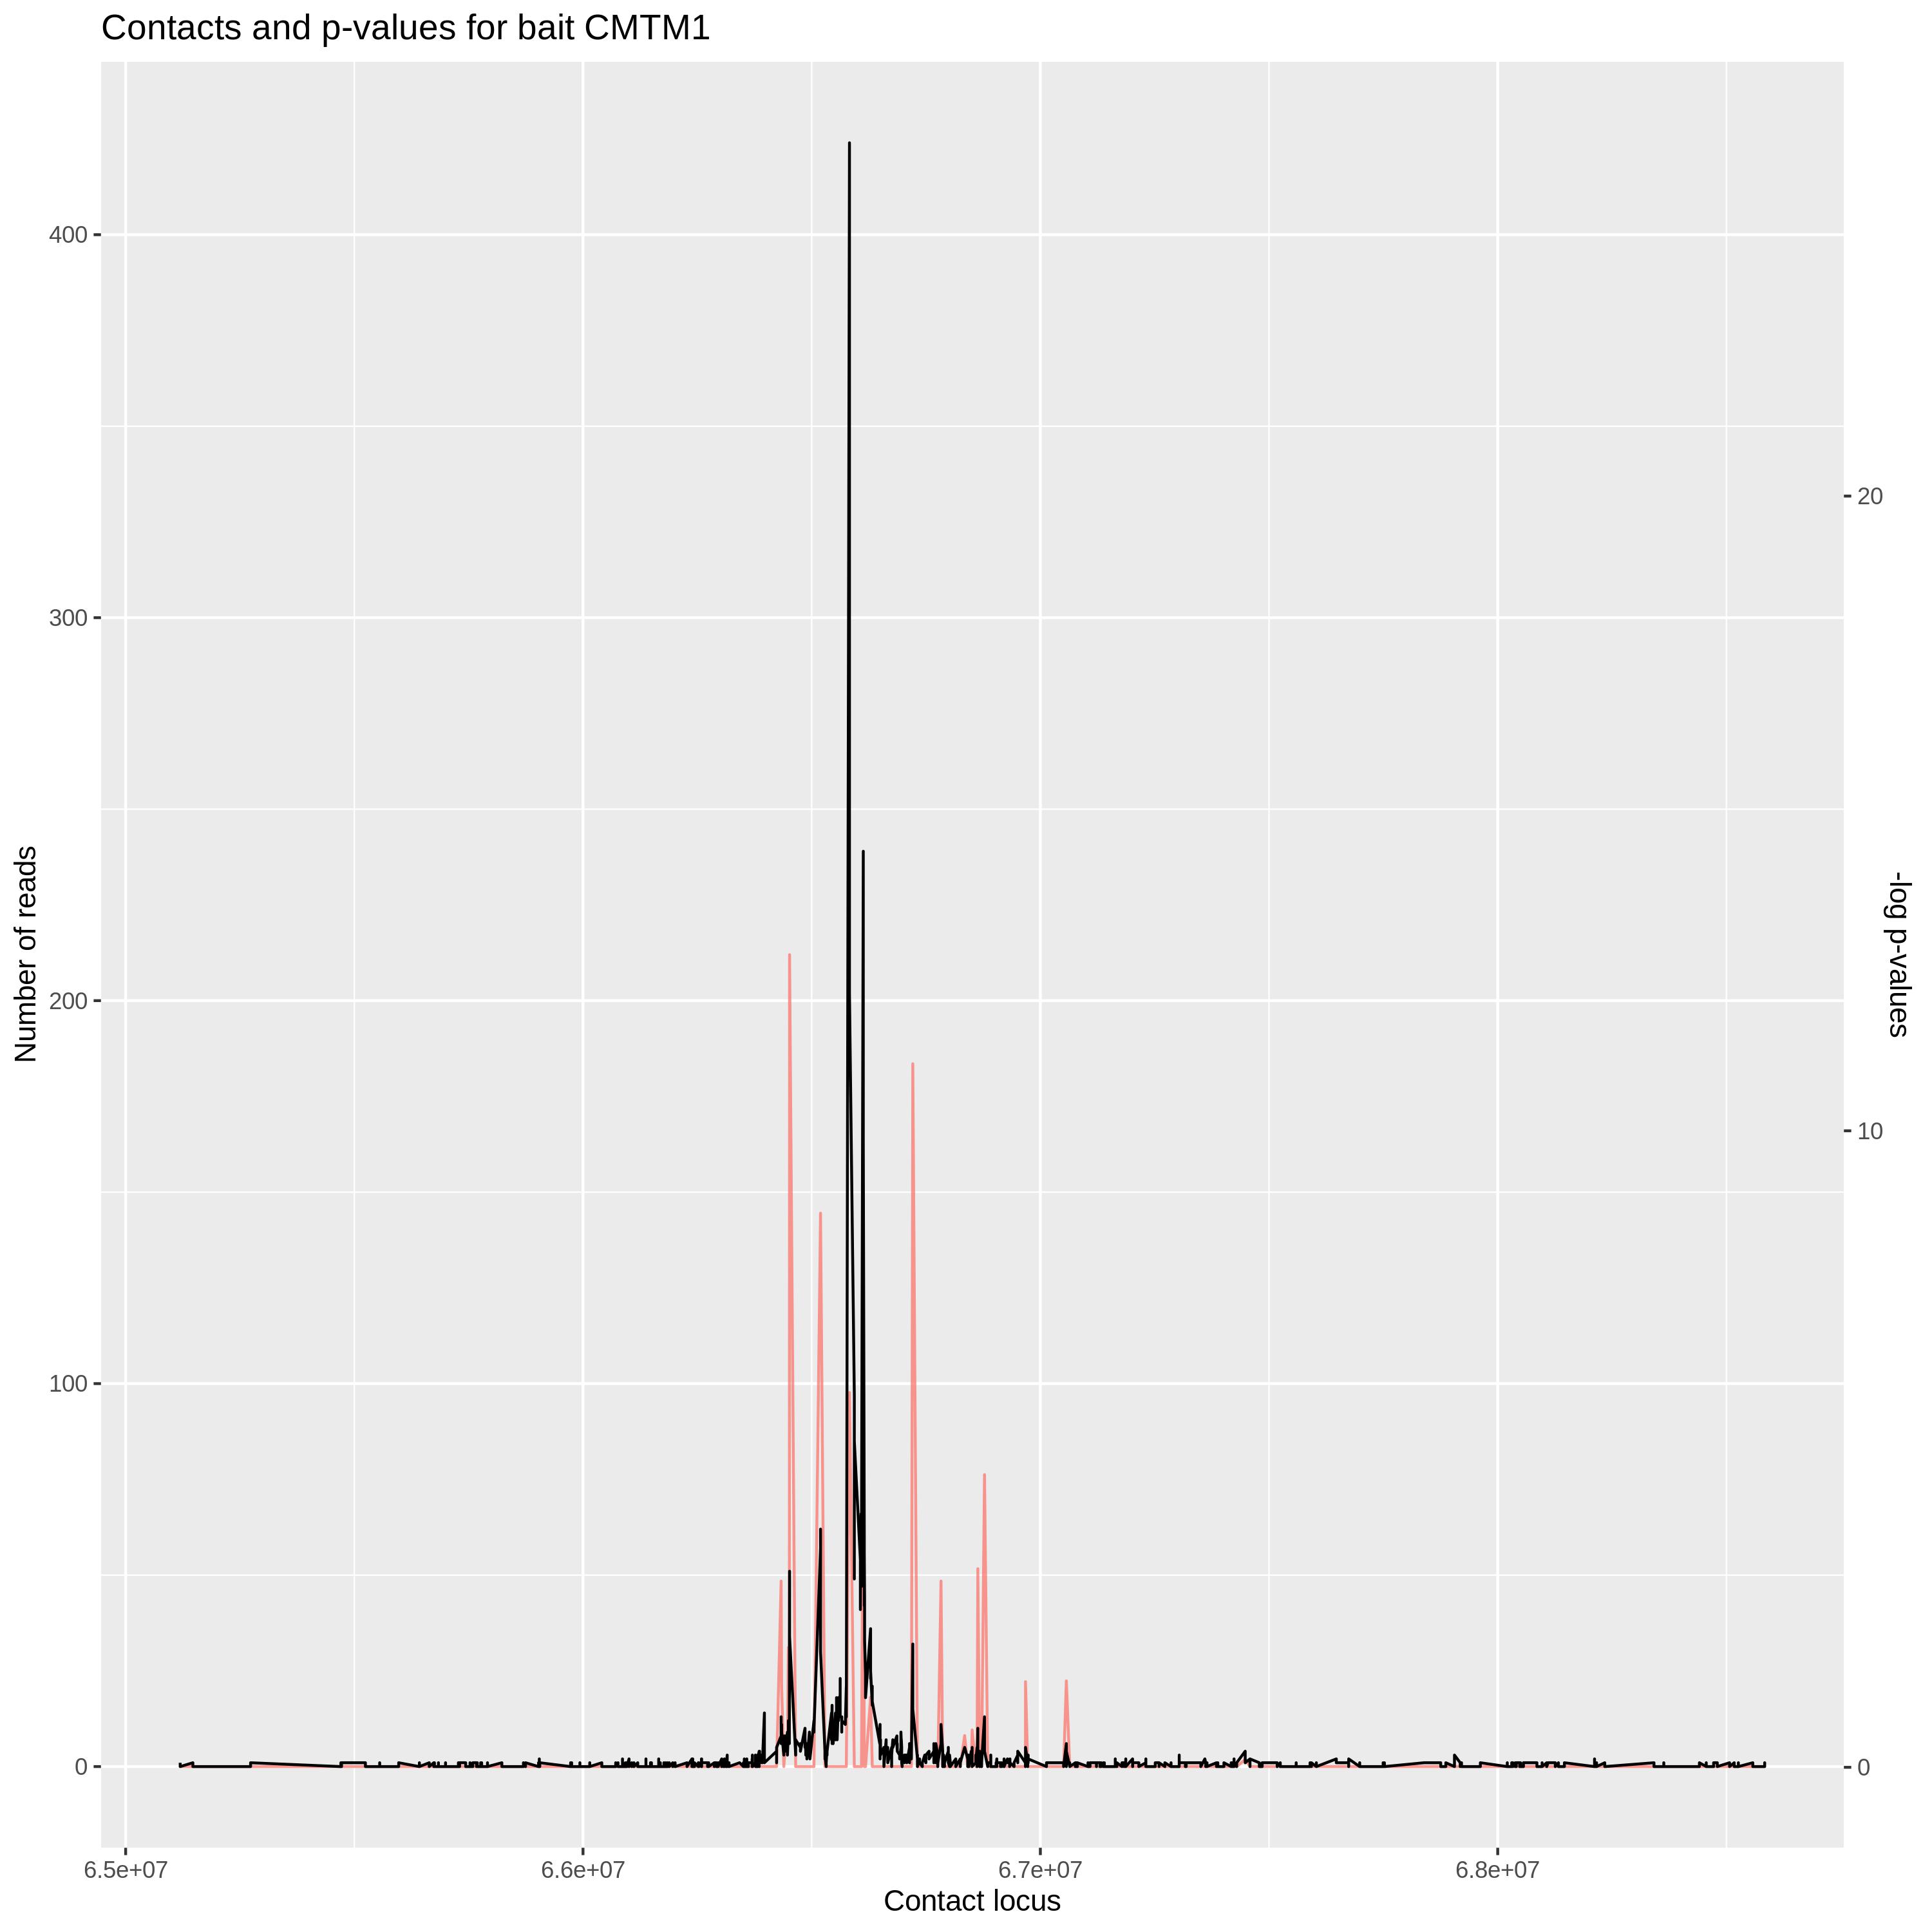 Contacts and p-values for bait CMTM1
400
300
200
100
0
Number of reads
20
10
0
-log p-values
6.5e+07
6.6e+07
6.7e+07
6.8e+07
Contact locus